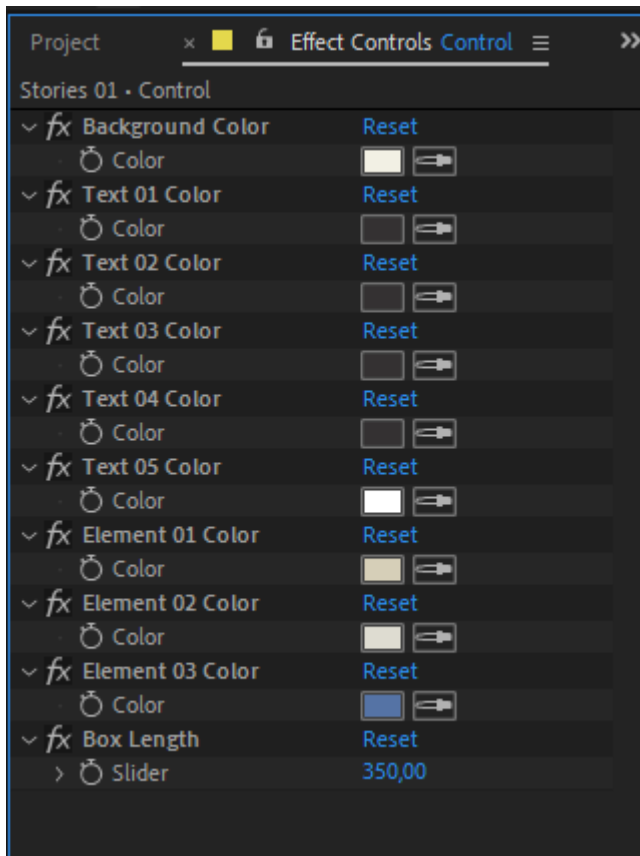 Project × Effect Controls Control
Stories 01 • Control
fx Background Color Reset
Color
fx Text 01 Color Reset
Color
fx Text 02 Color Reset
Color
fx Text 03 Color Reset
Color
fx Text 04 Color Reset
Color
fx Text 05 Color Reset
Color
fx Element 01 Color Reset
Color
fx Element 02 Color Reset
Color
fx Element 03 Color Reset
Color
fx Box Length Reset
Slider 350,00